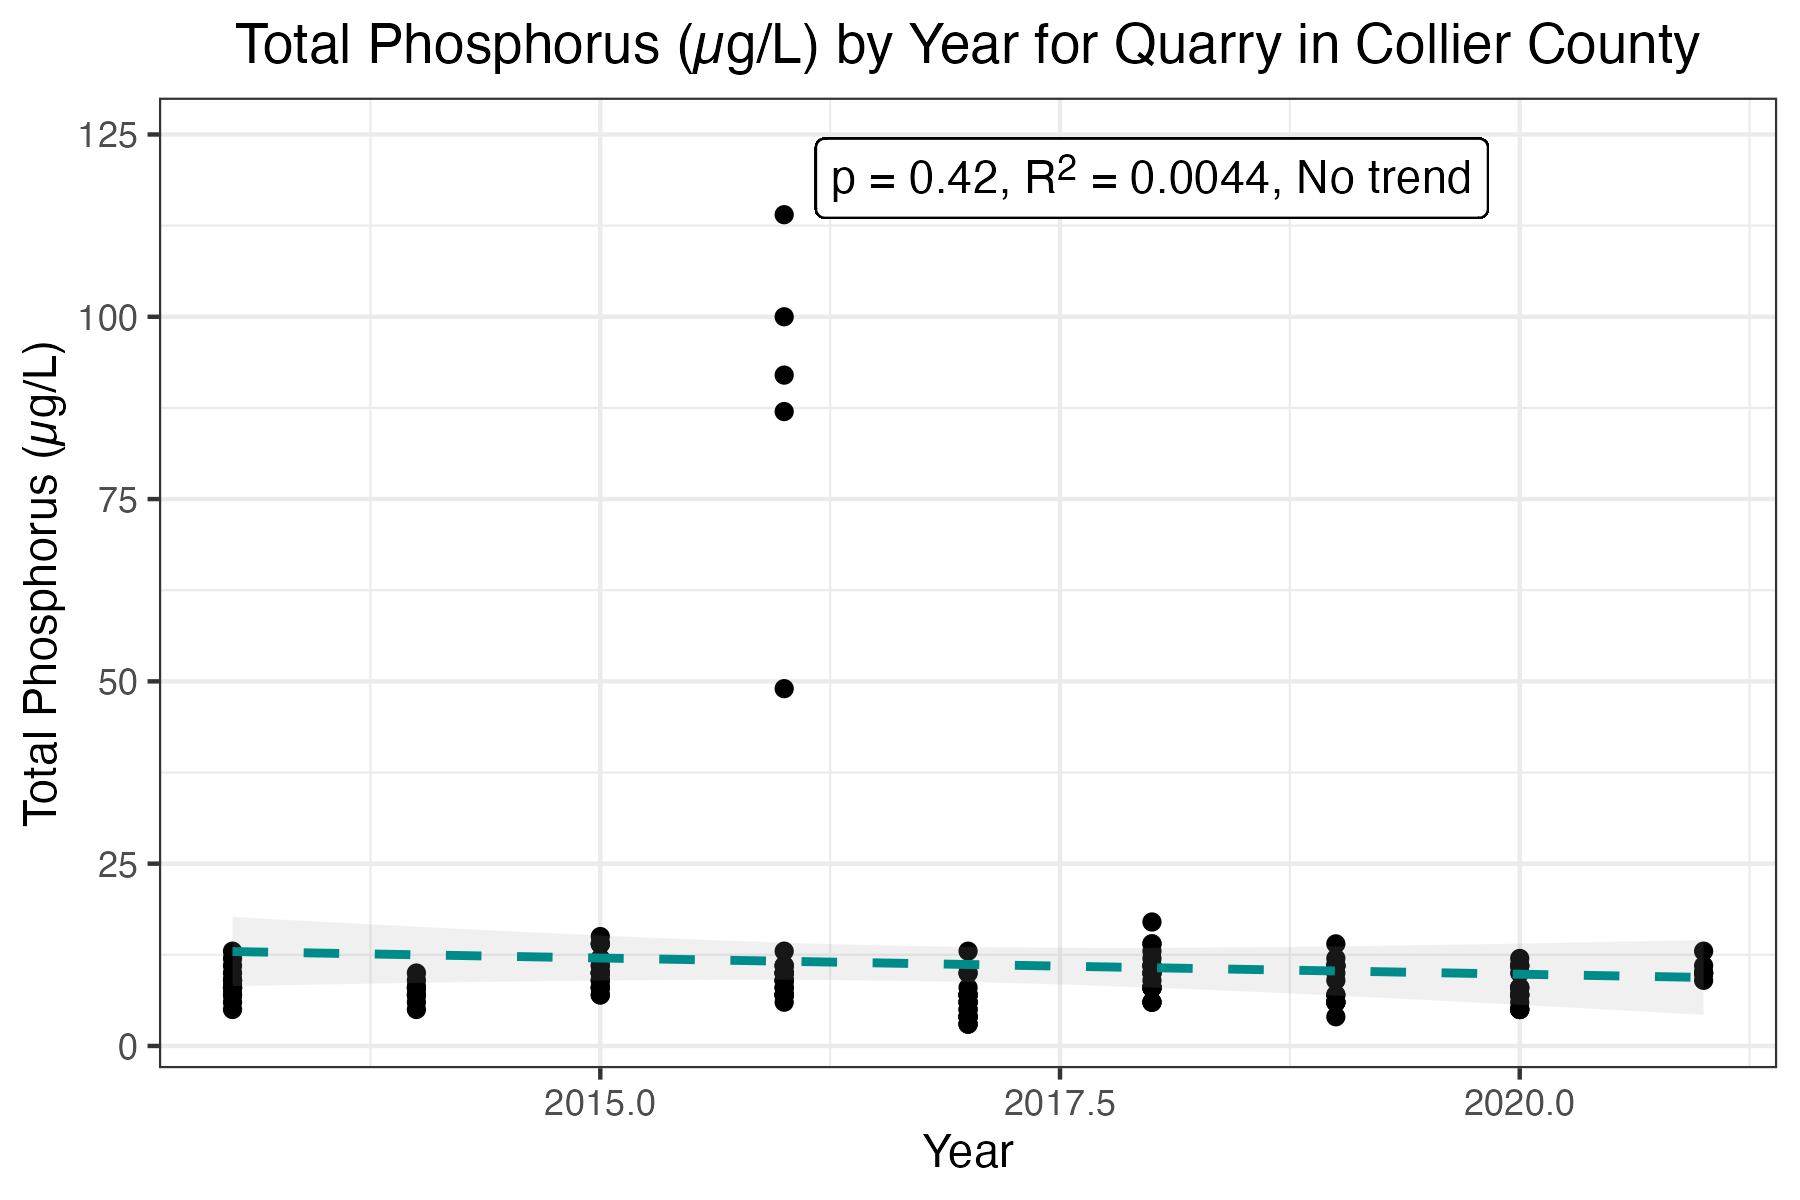 Total Phosphorus (µg/L) by Year for Quarry in Collier County
p = 0.42, R² = 0.0044, No trend
125
100
75
50
25
0
Total Phosphorus (µg/L)
2015.0 2017.5 2020.0
Year